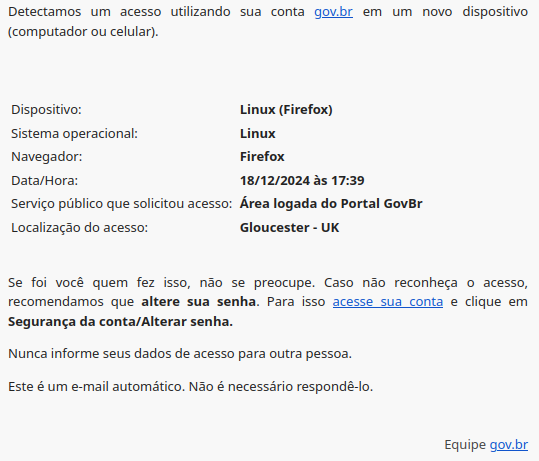 Detectamos um acesso utilizando sua conta gov.br em um novo dispositivo
(computador ou celular).
Dispositivo: Linux (Firefox)
Sistema operacional: Linux
Navegador: Firefox
Data/Hora: 18/12/2024 às 17:39
Serviço público que solicitou acesso: Área logada do Portal GovBr
Localização do acesso: Gloucester - UK
Se foi você quem fez isso, não se preocupe. Caso não reconheça o acesso,
recomendamos que altere sua senha. Para isso acesse sua conta e clique em
Segurança da conta/Alterar senha.
Nunca informe seus dados de acesso para outra pessoa.
Este é um e-mail automático. Não é necessário respondê-lo.
Equipe gov.br